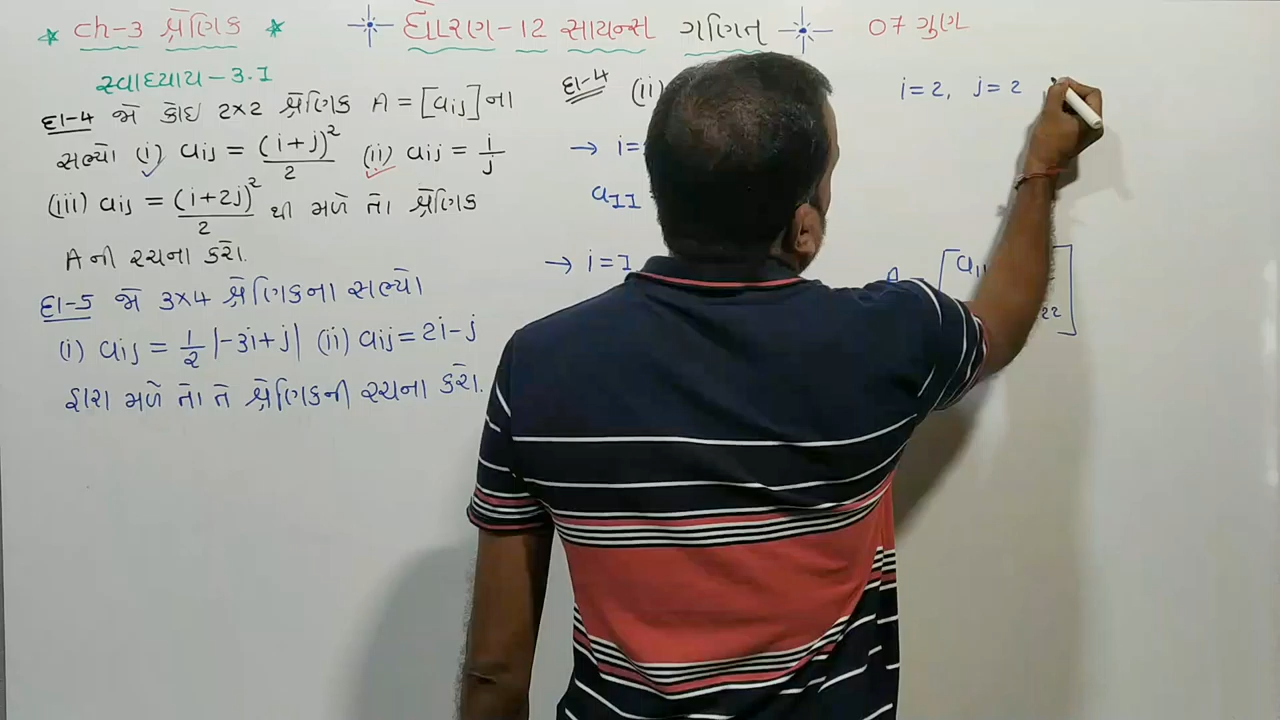 ch-3 શ્રેણિક ધોરણ-12 સાયન્સ ગણિત 07 ગુણ
સ્વાધ્યાય-3.1
દા-4 જો કોઇ 2×2 શ્રેણિક A = [aij] ના
સભ્યો (i) aij = (i+j)²/2 (ii) aij = i/j
(iii) aij = (i+2j)²/2 થી મળે તો શ્રેણિક
A ની રચના કરો.
દા-5 જો 3×4 શ્રેણિકના સભ્યો
(i) aij = 1/2 |-3i+j| (ii) aij = 2i-j
દ્વારા મળે તો તે શ્રેણિકની રચના કરો.
દા-4 (ii)
→ i=
a11
→ i=1
i=2, j=2
a11
22